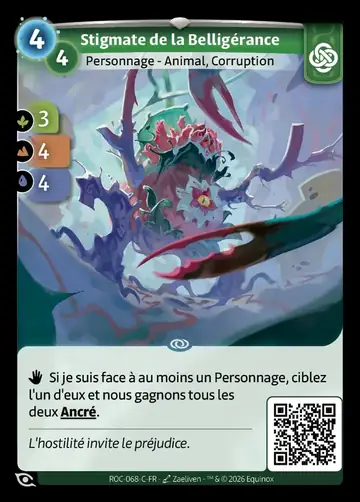 4
4
Stigmate de la Belligérance
Personnage - Animal, Corruption
3
4
4
Si je suis face à au moins un Personnage, ciblez
l'un d'eux et nous gagnons tous les
deux Ancré.
L'hostilité invite le préjudice.
ROC-068-C-FR - Zaeliven - ™ & © 2026 Equinox